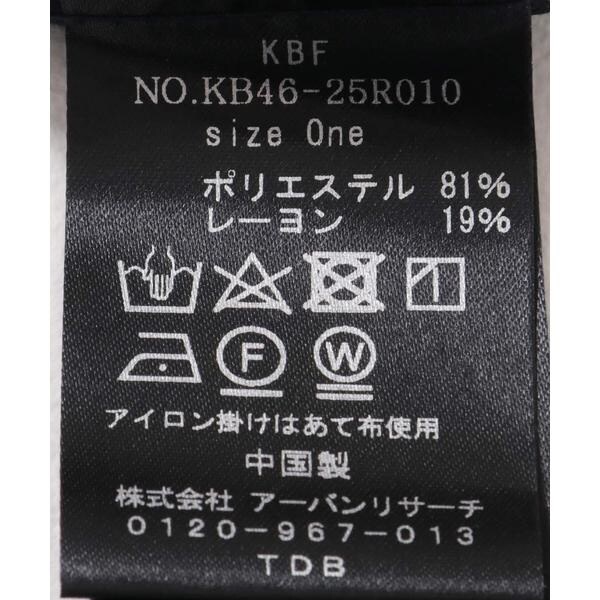 KBF
NO.KB46-25R010
size One
ポリエステル 81%
レーヨン 19%
F W
アイロン掛けはあて布使用
中国製
株式会社 アーバンリサーチ
0120-967-013
TDB